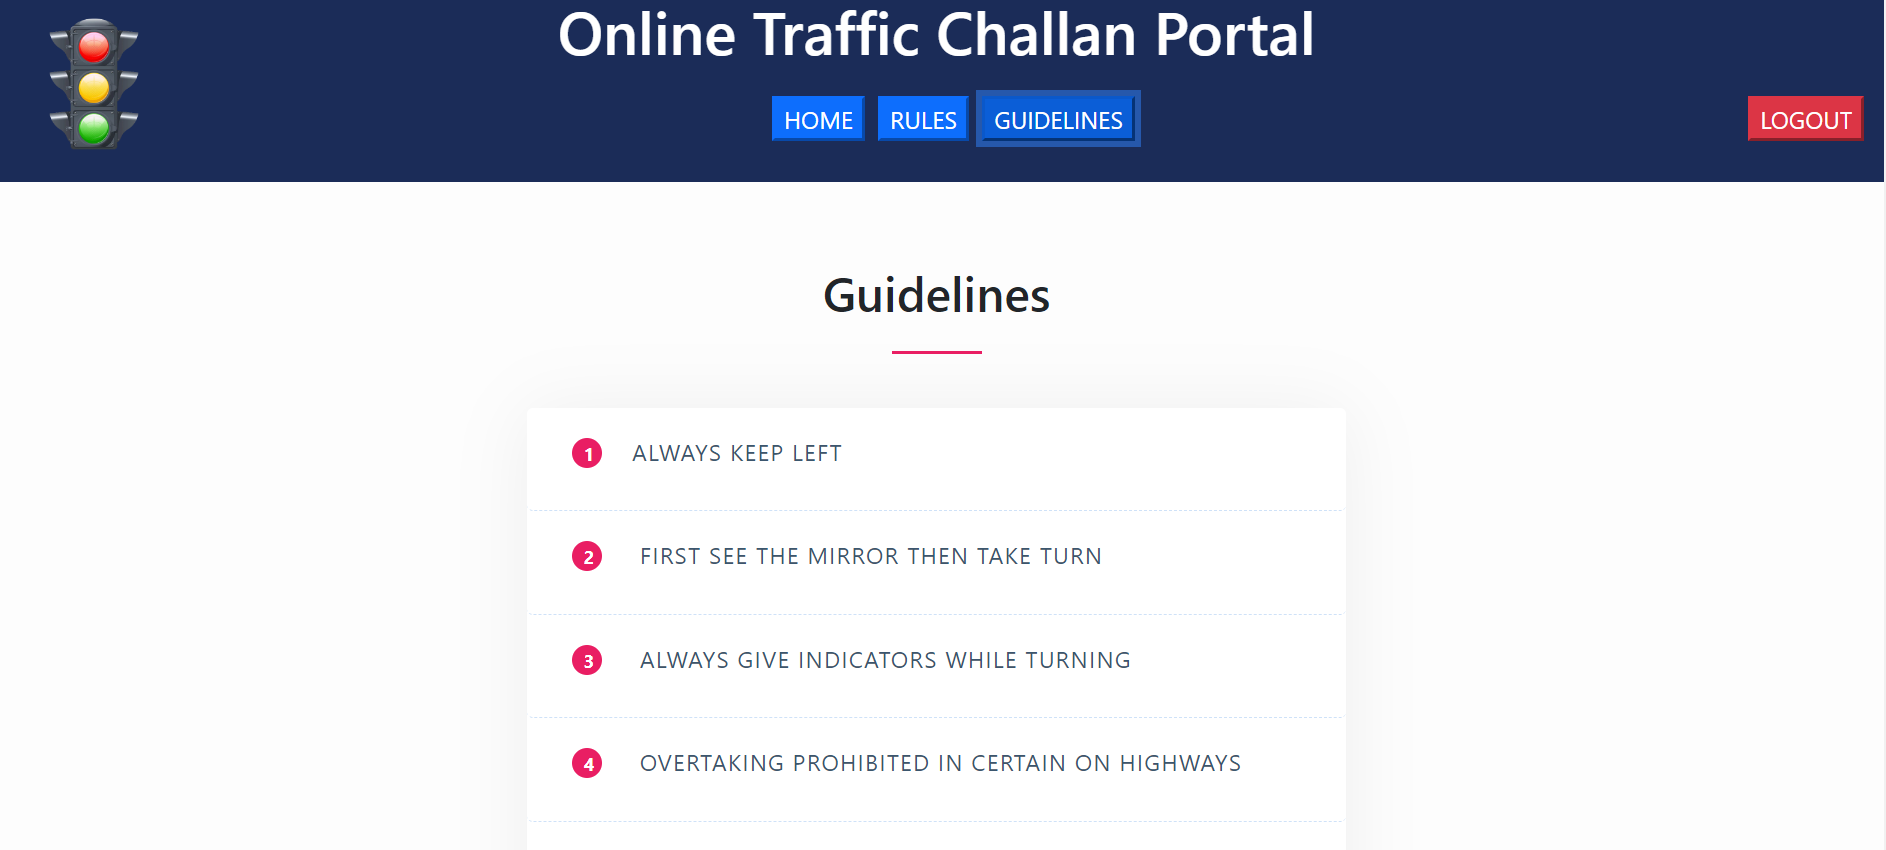 Online Traffic Challan Portal
HOME RULES GUIDELINES LOGOUT
Guidelines
1 ALWAYS KEEP LEFT
2 FIRST SEE THE MIRROR THEN TAKE TURN
3 ALWAYS GIVE INDICATORS WHILE TURNING
4 OVERTAKING PROHIBITED IN CERTAIN ON HIGHWAYS